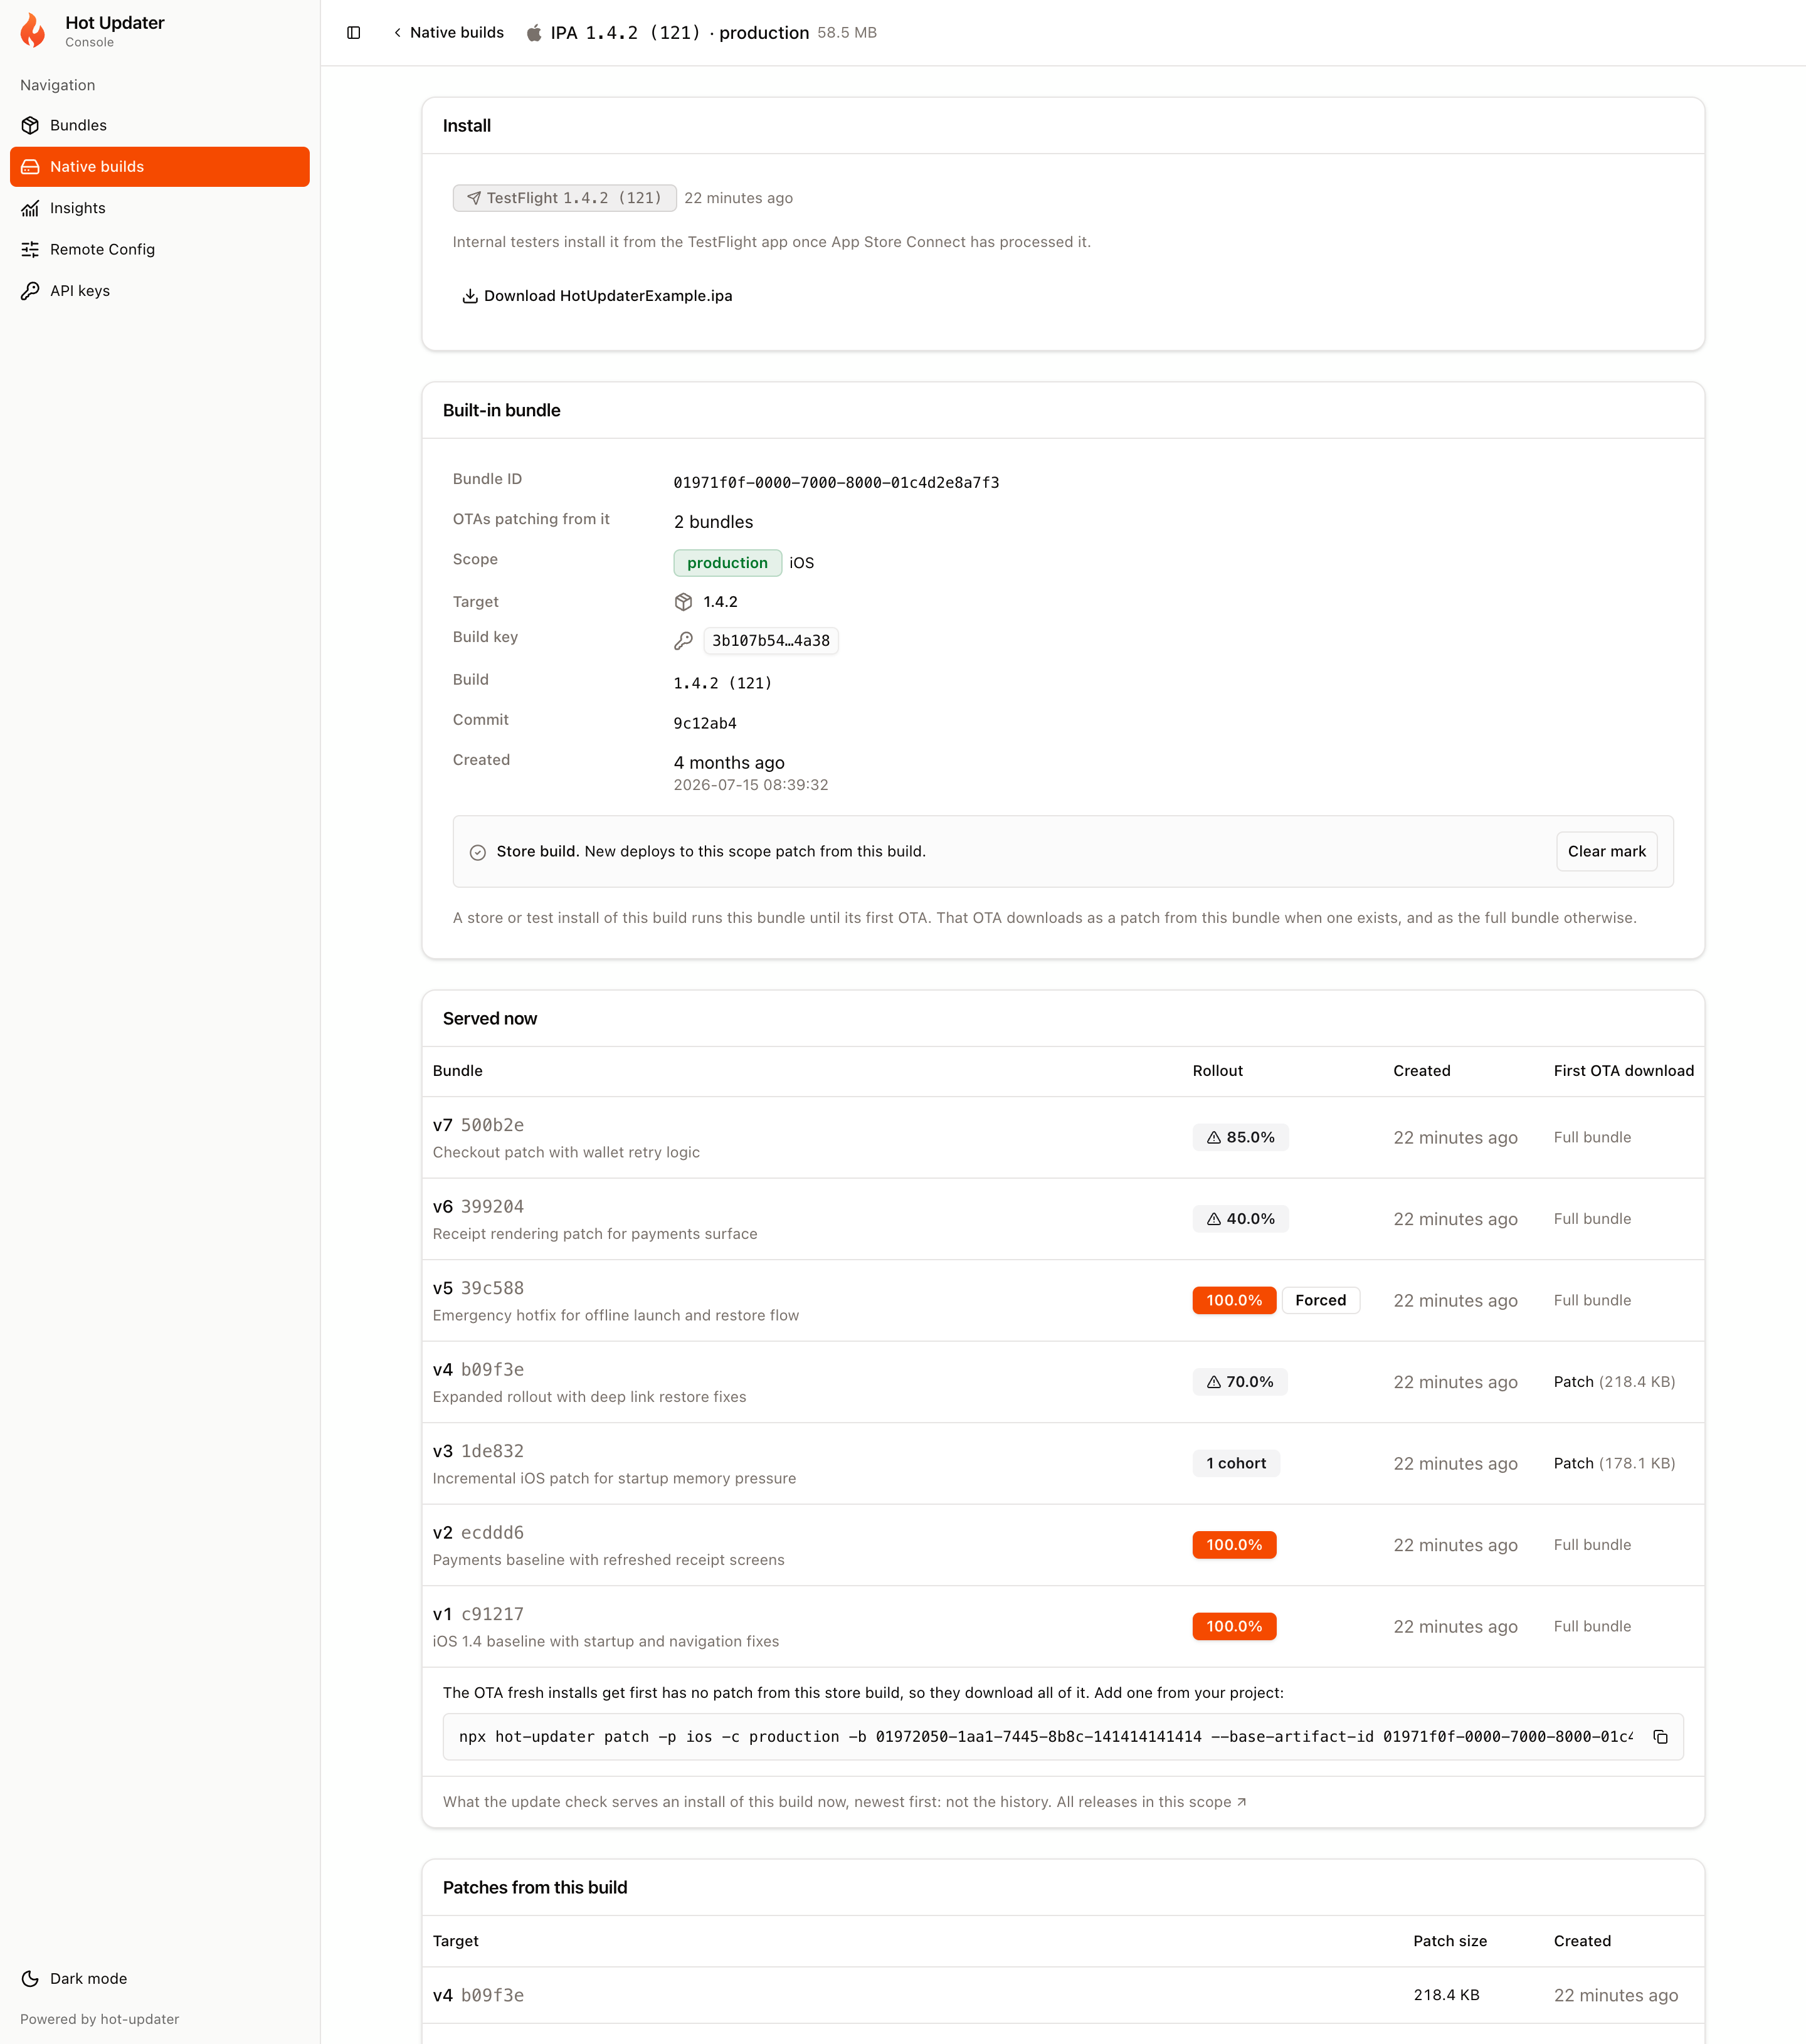 Hot Updater
Console
Navigation
Bundles
Native builds
Insights
Remote Config
API keys
Dark mode
Powered by hot-updater
Native builds
IPA 1.4.2 (121) · production 58.5 MB
Install
TestFlight 1.4.2 (121) 22 minutes ago
Internal testers install it from the TestFlight app once App Store Connect has processed it.
Download HotUpdaterExample.ipa
Built-in bundle
Bundle ID 01971f0f-0000-7000-8000-01c4d2e8a7f3
OTAs patching from it 2 bundles
Scope production iOS
Target 1.4.2
Build key 3b107b54…4a38
Build 1.4.2 (121)
Commit 9c12ab4
Created 4 months ago
2026-07-15 08:39:32
Store build. New deploys to this scope patch from this build. Clear mark
A store or test install of this build runs this bundle until its first OTA. That OTA downloads as a patch from this bundle when one exists, and as the full bundle otherwise.
Served now
Bundle Rollout Created First OTA download
v7 500b2e 85.0% 22 minutes ago Full bundle
Checkout patch with wallet retry logic
v6 399204 40.0% 22 minutes ago Full bundle
Receipt rendering patch for payments surface
v5 39c588 100.0% Forced 22 minutes ago Full bundle
Emergency hotfix for offline launch and restore flow
v4 b09f3e 70.0% 22 minutes ago Patch (218.4 KB)
Expanded rollout with deep link restore fixes
v3 1de832 1 cohort 22 minutes ago Patch (178.1 KB)
Incremental iOS patch for startup memory pressure
v2 ecddd6 100.0% 22 minutes ago Full bundle
Payments baseline with refreshed receipt screens
v1 c91217 100.0% 22 minutes ago Full bundle
iOS 1.4 baseline with startup and navigation fixes
The OTA fresh installs get first has no patch from this store build, so they download all of it. Add one from your project:
npx hot-updater patch -p ios -c production -b 01972050-1aa1-7445-8b8c-141414141414 --base-artifact-id 01971f0f-0000-7000-8000-01c4
What the update check serves an install of this build now, newest first: not the history. All releases in this scope ↗
Patches from this build
Target Patch size Created
v4 b09f3e 218.4 KB 22 minutes ago